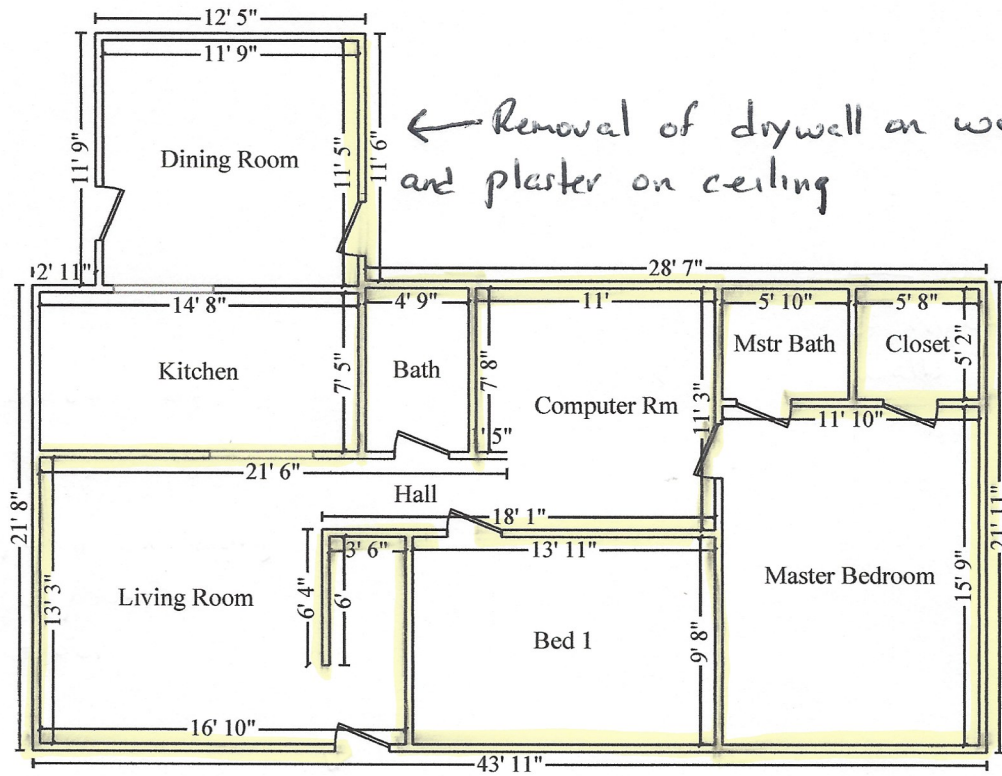 12' 5"
11' 9"
11' 9"
11' 5"
11' 6"
Dining Room
← Removal of drywall on
and plaster on ceiling
2' 11"
28' 7"
14' 8"
4' 9"
11'
5' 10"
5' 8"
Kitchen
7' 5"
Bath
7' 8"
Computer Rm
11' 3"
Mstr Bath
Closet
5' 2"
1' 5"
11' 10"
21' 6"
Hall
18' 1"
21' 8"
21' 11"
3' 6"
13' 11"
Living Room
13' 3"
6' 4"
6'
Bed 1
9' 8"
Master Bedroom
15' 9"
16' 10"
43' 11"